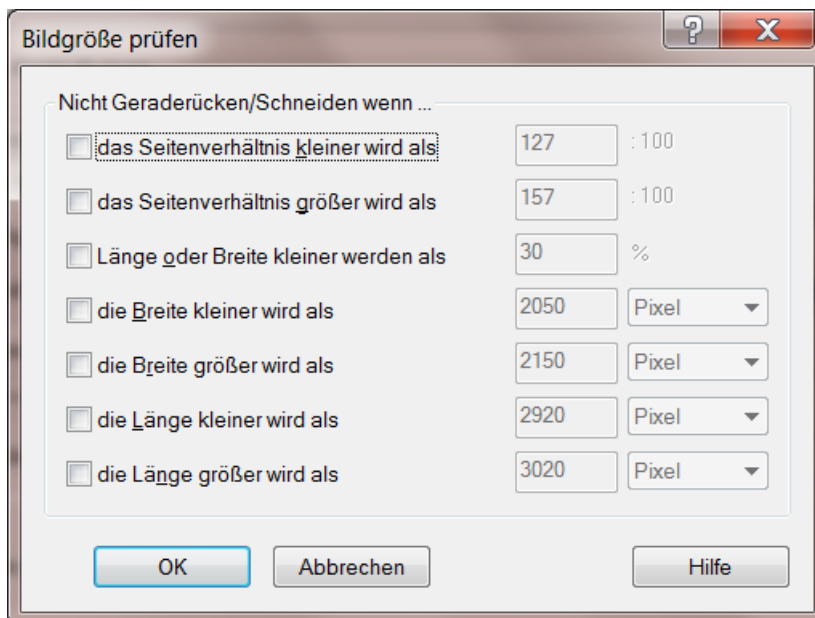 Bildgröße prüfen
Nicht Geraderücken/Schneiden wenn ...
das Seitenverhältnis kleiner wird als 127 : 100
das Seitenverhältnis größer wird als 157 : 100
Länge oder Breite kleiner werden als 30 %
die Breite kleiner wird als 2050 Pixel
die Breite größer wird als 2150 Pixel
die Länge kleiner wird als 2920 Pixel
die Länge größer wird als 3020 Pixel
OK Abbrechen Hilfe